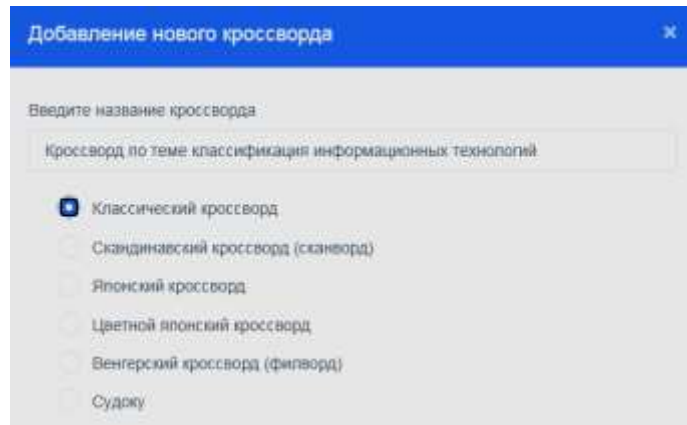 Добавление нового кроссворда
Введите название кроссворда
Кроссворд по теме классификация информационных технологий
Классический кроссворд
Скандинавский кроссворд (сканворд)
Японский кроссворд
Цветной японский кроссворд
Венгерский кроссворд (филворд)
Судоку